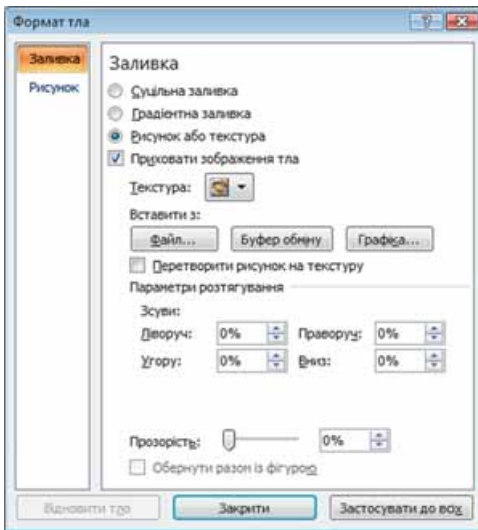 Формат тла
Заливка
Рисунок
Заливка
Суцільна заливка
Градієнтна заливка
Рисунок або текстура
Приховати зображення тла
Текстура:
Вставити з:
Файл... Буфер обміну Графіка...
Перетворити рисунок на текстуру
Параметри розтягування
Зсуви:
Ліворуч: 0% Праворуч: 0%
Угору: 0% Вниз: 0%
Прозорість: 0%
Обернути разом із фігурою
Відновити тло Закрити Застосувати до всіх